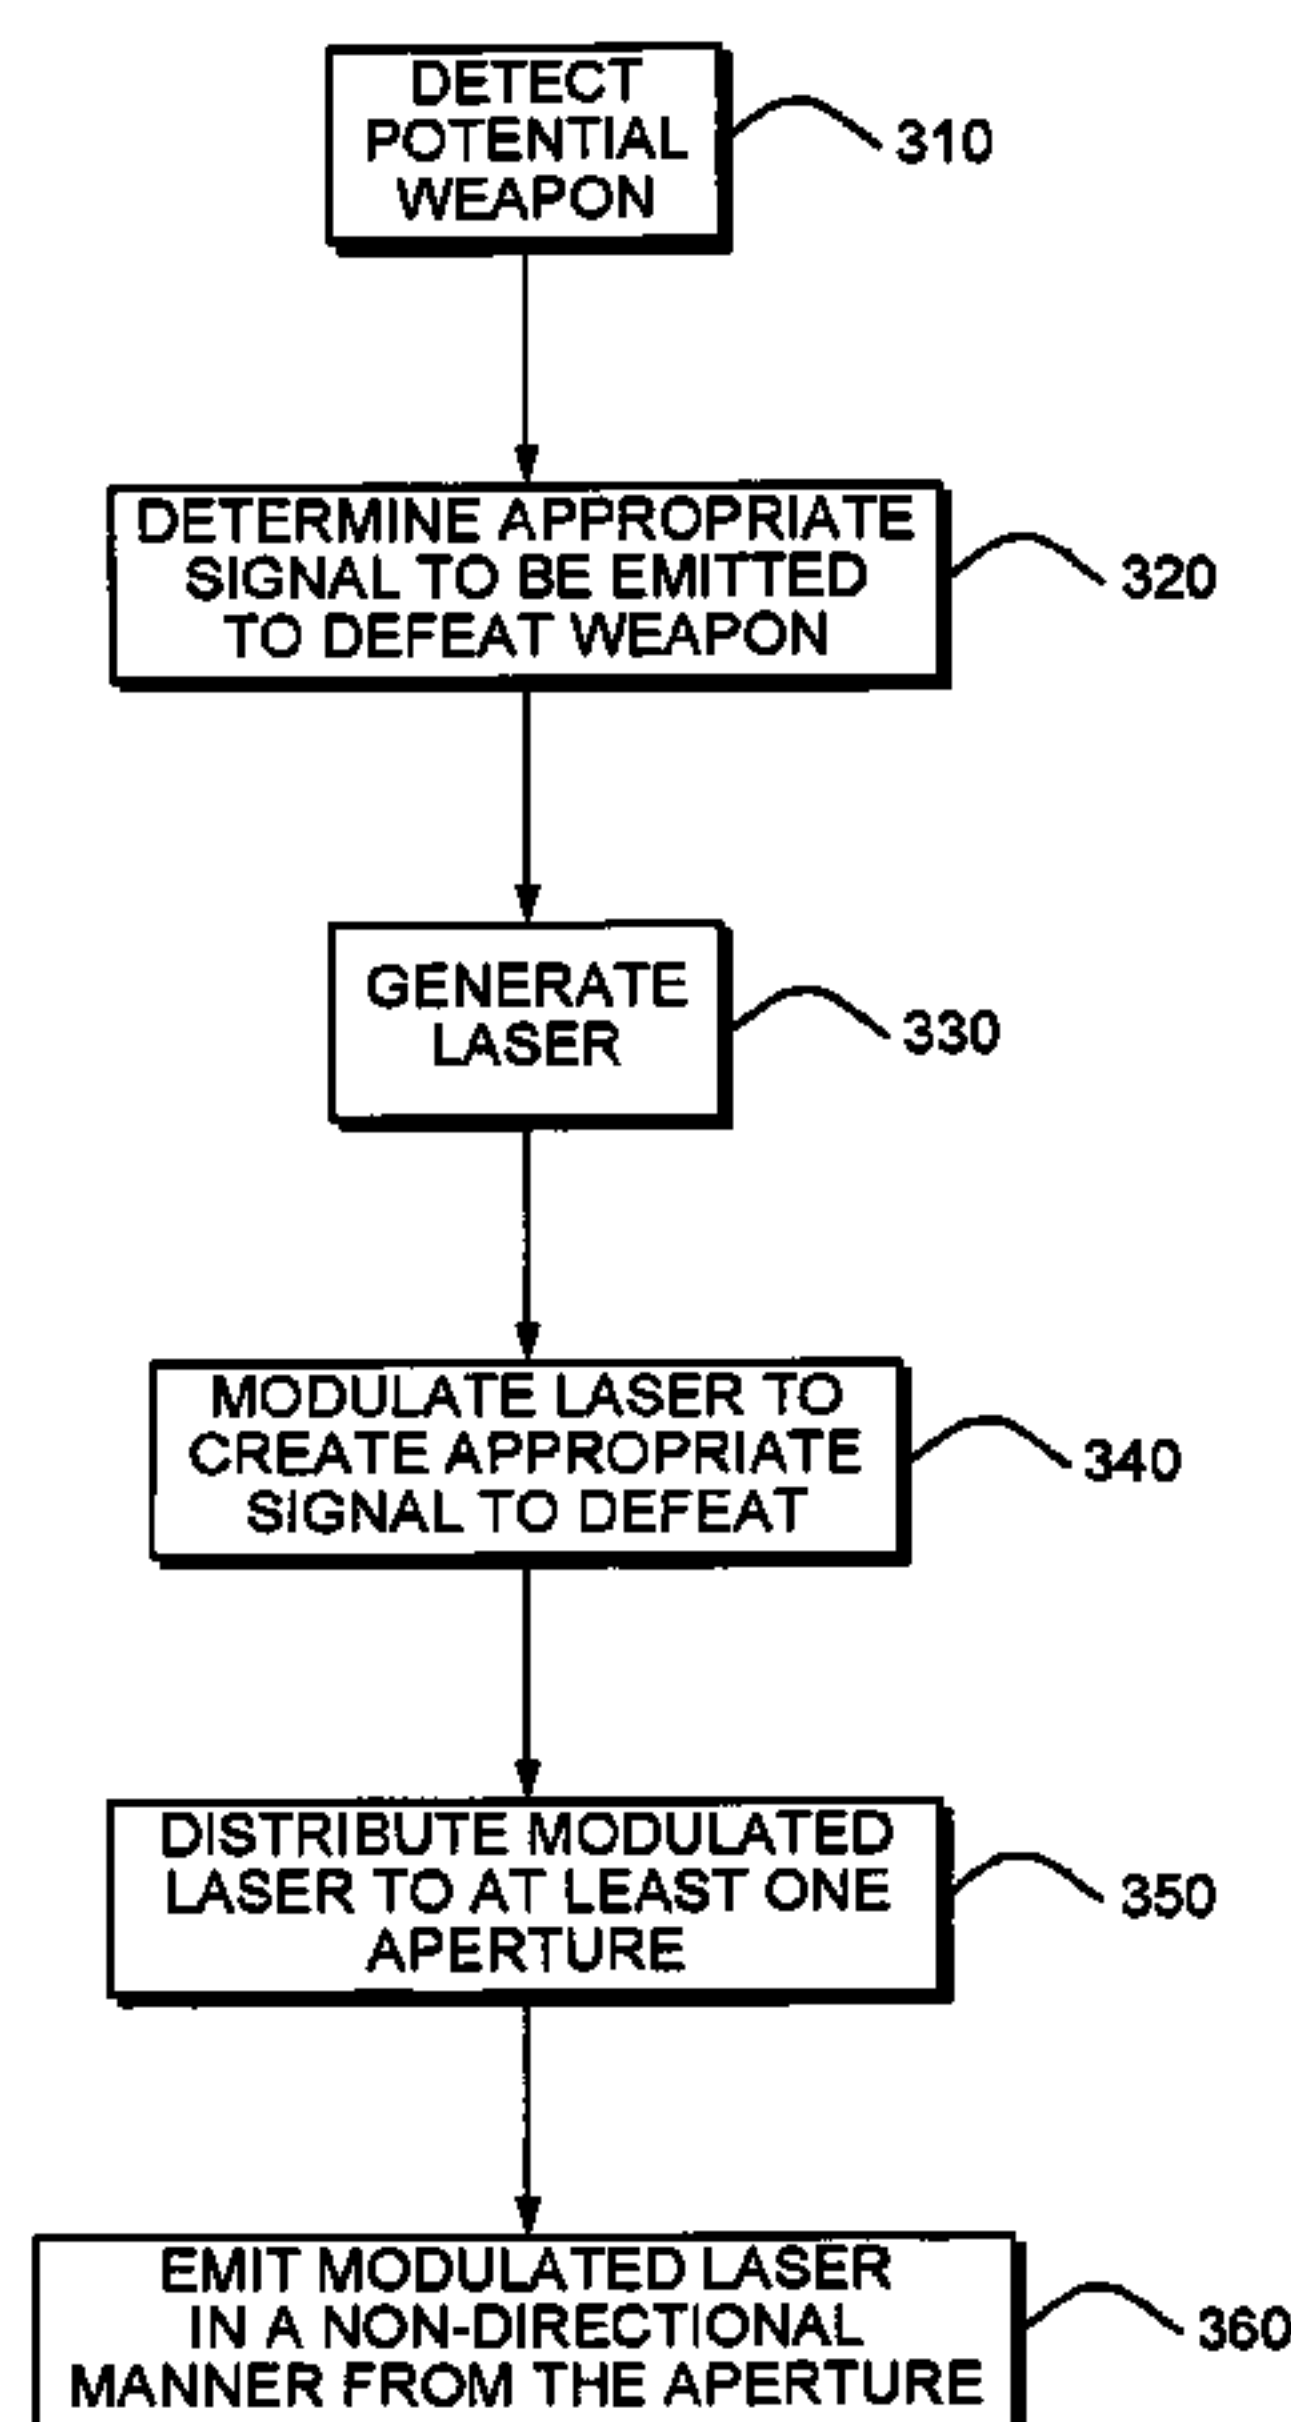 DETECT
POTENTIAL
WEAPON
310
DETERMINE APPROPRIATE
SIGNAL TO BE EMITTED
TO DEFEAT WEAPON
320
GENERATE
LASER
330
MODULATE LASER TO
CREATE APPROPRIATE
SIGNAL TO DEFEAT
340
DISTRIBUTE MODULATED
LASER TO AT LEAST ONE
APERTURE
350
EMIT MODULATED LASER
IN A NON-DIRECTIONAL
MANNER FROM THE APERTURE
360